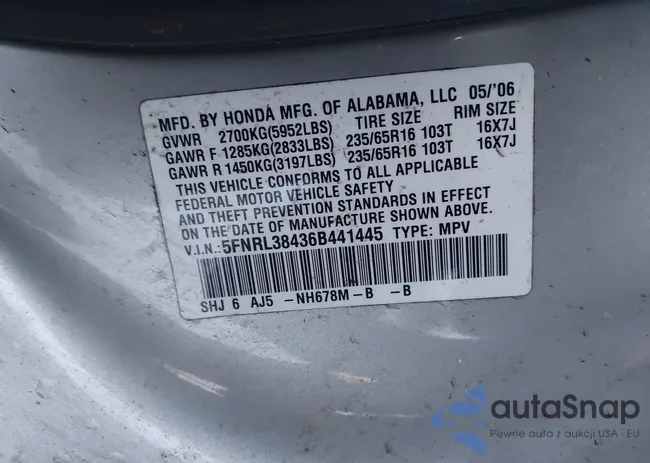 MFD. BY HONDA MFG. OF ALABAMA, LLC 05/'06
GVWR 2700KG(5952LBS) TIRE SIZE RIM SIZE
GAWR F 1285KG(2833LBS) 235/65R16 103T 16X7J
GAWR R 1450KG(3197LBS) 235/65R16 103T 16X7J
THIS VEHICLE CONFORMS TO ALL APPLICABLE
FEDERAL MOTOR VEHICLE SAFETY
AND THEFT PREVENTION STANDARDS IN EFFECT
ON THE DATE OF MANUFACTURE SHOWN ABOVE.
V.I.N.: 5FNRL38436B441445 TYPE: MPV
SHJ 6 AJ5 -NH678M-B -B
autaSnap
Pewne auta z aukcji USA i EU